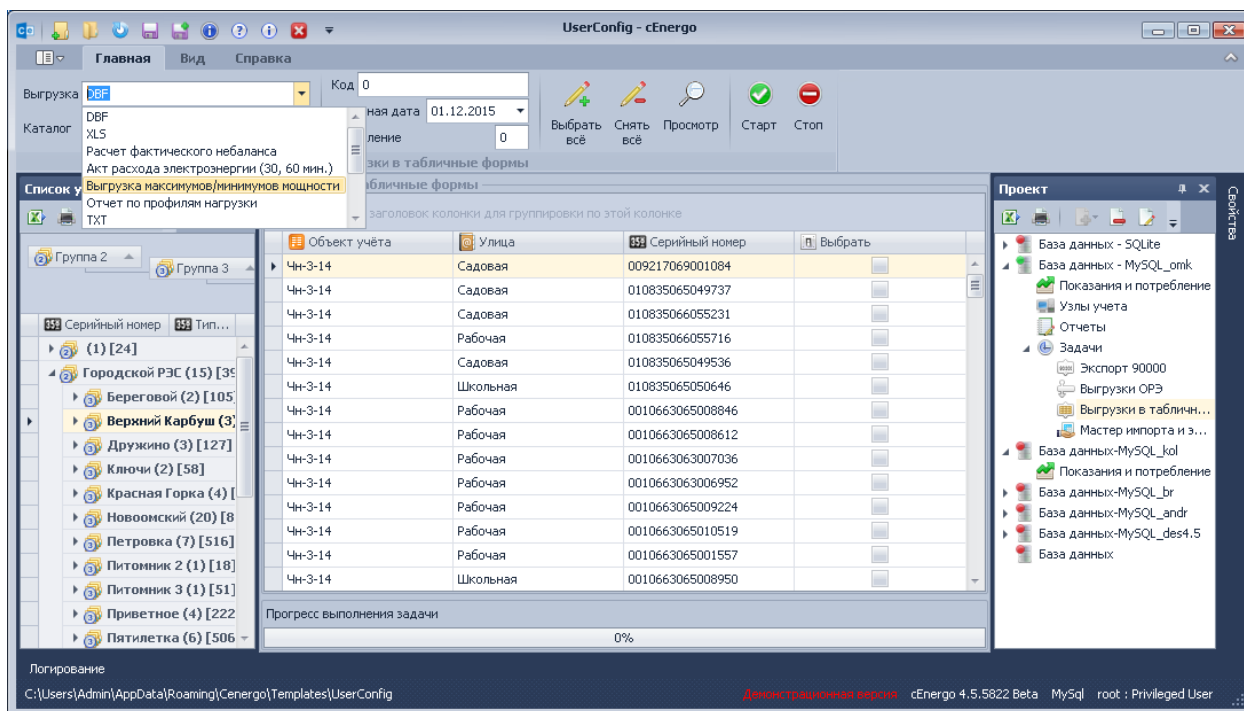 UserConfig - cEnergo
Главная Вид Справка
Выгрузка DBF
Код 0
ная дата 01.12.2015
Каталог
ление 0
Выбрать всё
Снять всё
Просмотр
Старт
Стоп
зки в табличные формы
DBF
XLS
Расчет фактического небаланса
Акт расхода электроэнергии (30, 60 мин.)
Выгрузка максимумов/минимумов мощности
Отчет по профилям нагрузки
TXT
Список у
Группа 2
Группа 3
Серийный номер Тип...
(1) [24]
Городской РЭС (15) [39
Береговой (2) [105]
Верхний Карбуш (3)
Дружино (3) [127]
Ключи (2) [58]
Красная Горка (4) [
Новоомский (20) [8
Петровка (7) [516]
Питомник 2 (1) [18]
Питомник 3 (1) [51]
Приветное (4) [222
Пятилетка (6) [506
абличные формы
заголовок колонки для группировки по этой колонке
Объект учёта Улица Серийный номер Выбрать
Чн-3-14 Садовая 009217069001084
Чн-3-14 Садовая 010835065049737
Чн-3-14 Садовая 010835066055231
Чн-3-14 Рабочая 010835066055716
Чн-3-14 Садовая 010835065049536
Чн-3-14 Школьная 010835065050646
Чн-3-14 Рабочая 0010663065008846
Чн-3-14 Рабочая 0010663065008612
Чн-3-14 Рабочая 0010663063007036
Чн-3-14 Рабочая 0010663063006952
Чн-3-14 Рабочая 0010663065009224
Чн-3-14 Рабочая 0010663065010519
Чн-3-14 Рабочая 0010663065001557
Чн-3-14 Школьная 0010663065008950
Прогресс выполнения задачи
0%
Проект
База данных - SQLite
База данных - MySQL_omk
Показания и потребление
Узлы учета
Отчеты
Задачи
Экспорт 90000
Выгрузки ОРЭ
Выгрузки в табличн...
Мастер импорта и э...
База данных-MySQL_kol
Показания и потребление
База данных-MySQL_br
База данных-MySQL_andr
База данных-MySQL_des4.5
База данных
Свойства
Логирование
C:\Users\Admin\AppData\Roaming\Cenergo\Templates\UserConfig
Демонстрационная версия cEnergo 4.5.5822 Beta MySql root : Privileged User